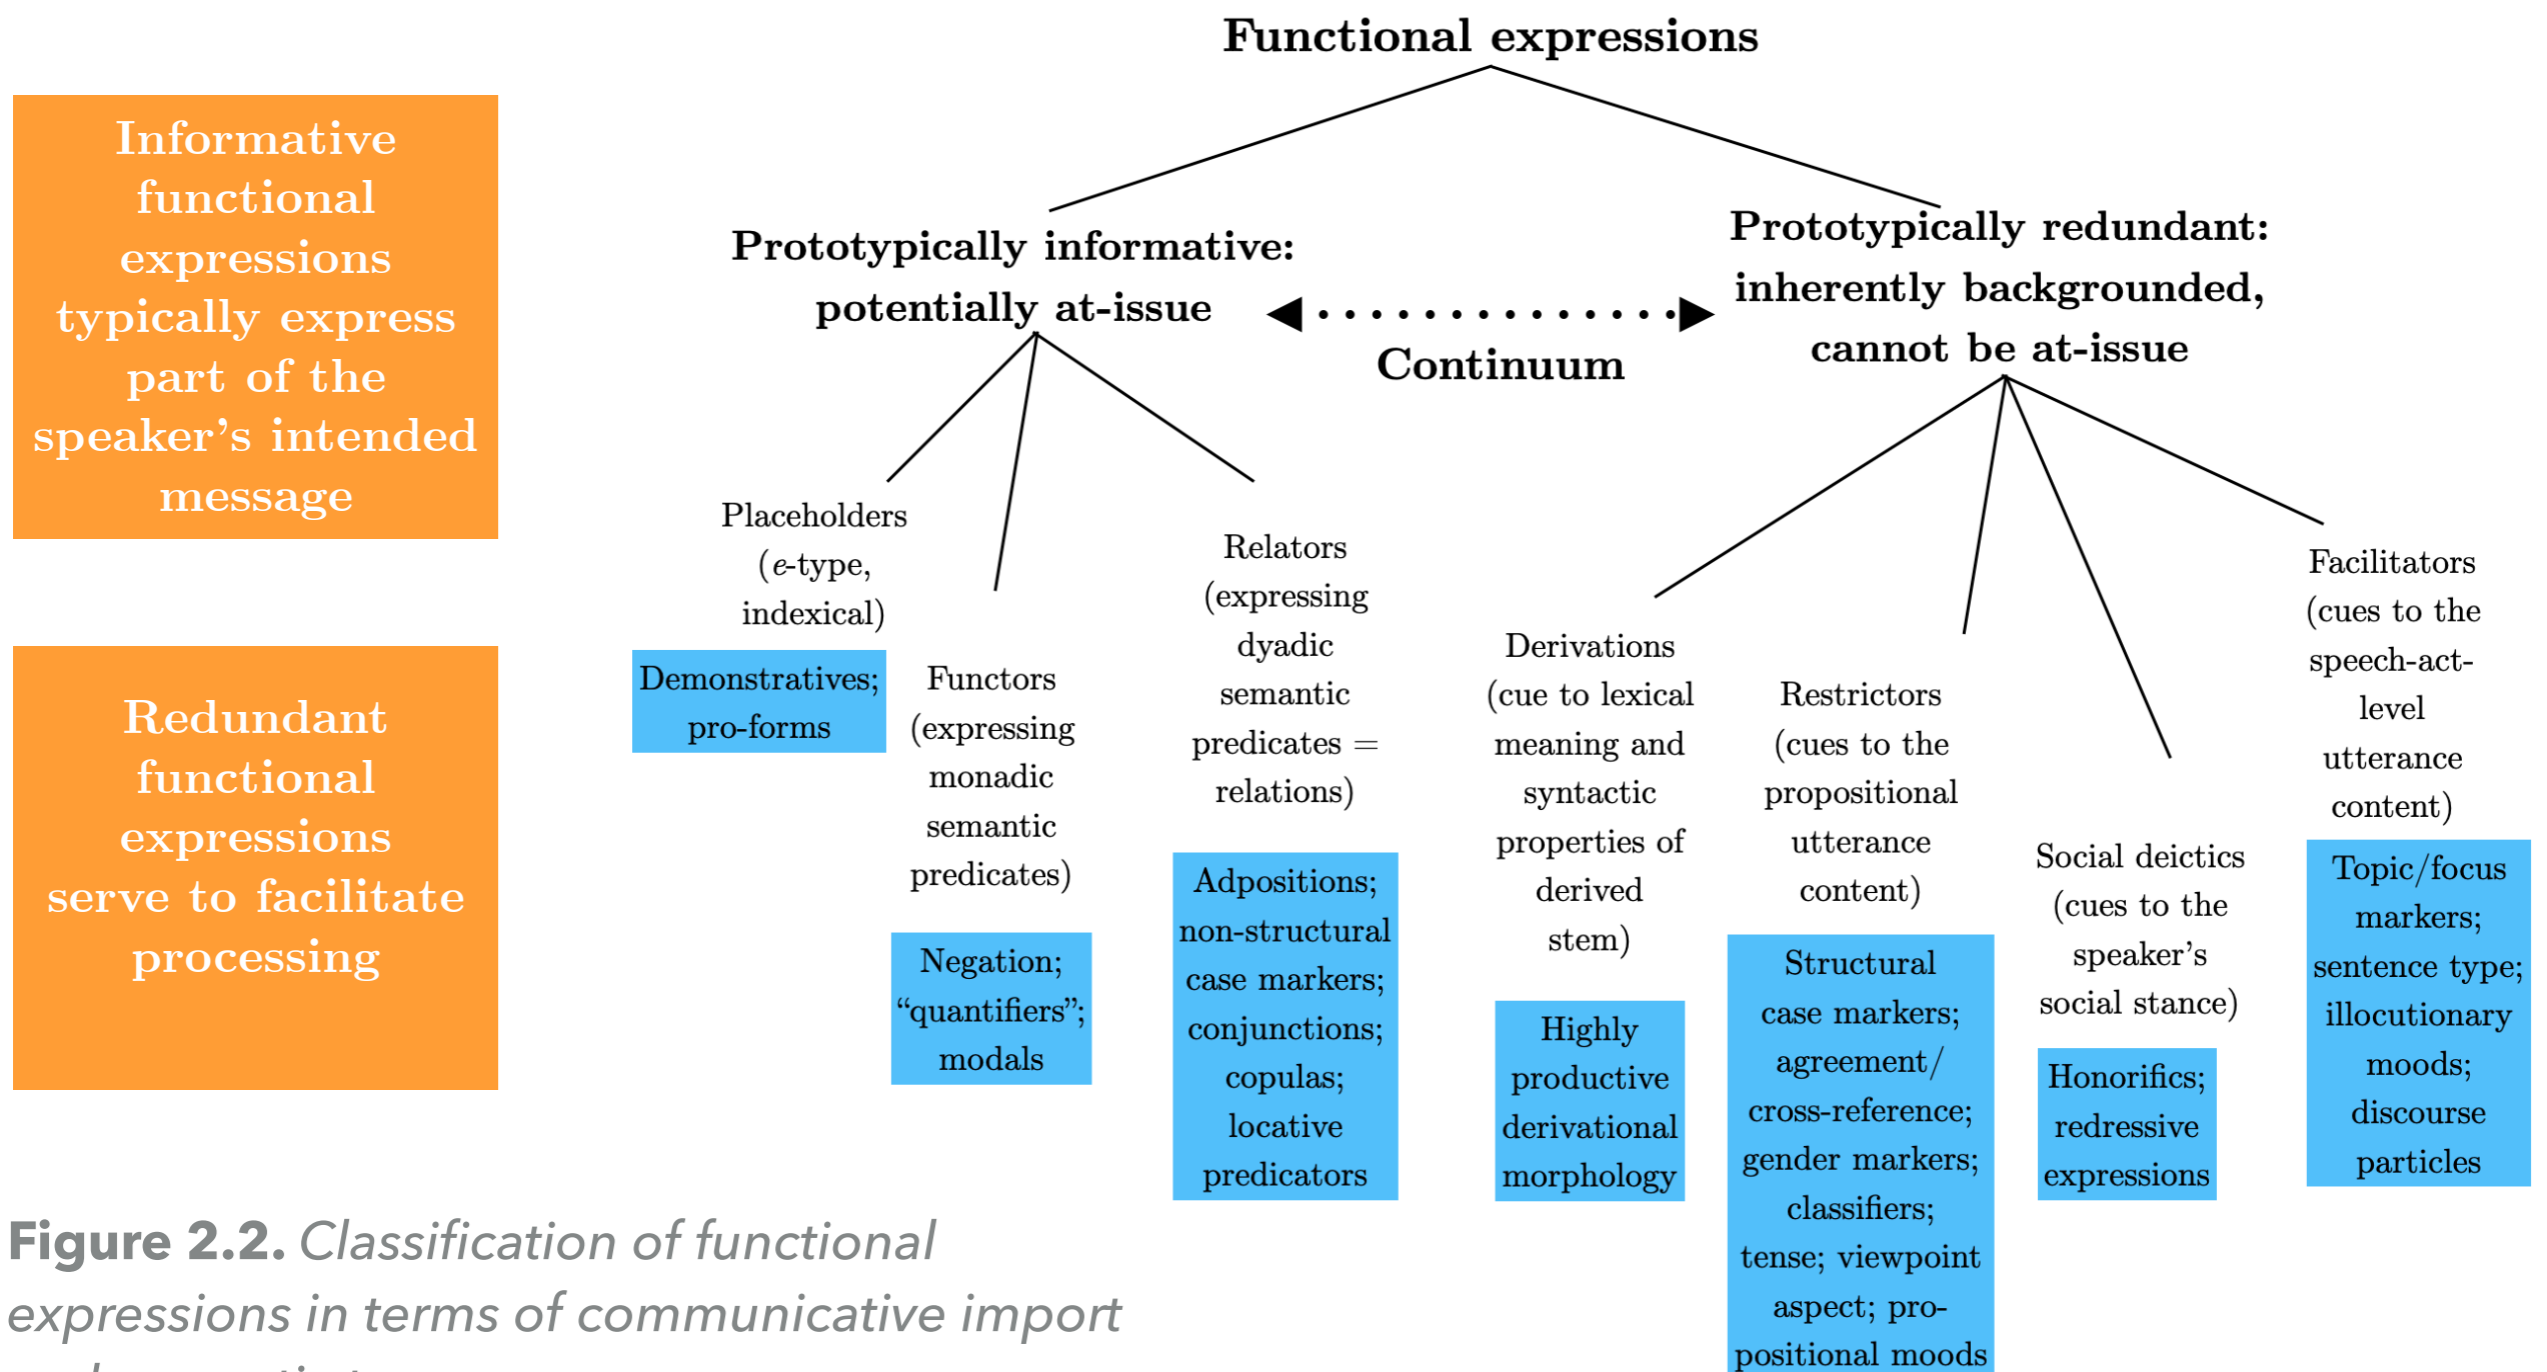 Functional expressions
Informative
functional
expressions
typically express
part of the
speaker's intended
message
Redundant
functional
expressions
serve to facilitate
processing
Prototypically informative:
potentially at-issue
Continuum
Prototypically redundant:
inherently backgrounded,
cannot be at-issue
Placeholders
(e-type,
indexical)
Demonstratives;
pro-forms
Functors
(expressing
monadic
semantic
predicates)
Negation;
“quantifiers”;
modals
Relators
(expressing
dyadic
semantic
predicates =
relations)
Adpositions;
non-structural
case markers;
conjunctions;
copulas;
locative
predicators
Derivations
(cue to lexical
meaning and
syntactic
properties of
derived
stem)
Highly
productive
derivational
morphology
Restrictors
(cues to the
propositional
utterance
content)
Structural
case markers;
agreement/
cross-reference;
gender markers;
classifiers;
tense; viewpoint
aspect; pro-
positional moods
Social deictics
(cues to the
speaker's
social stance)
Honorifics;
redressive
expressions
Facilitators
(cues to the
speech-act-
level
utterance
content)
Topic/focus
markers;
sentence type;
illocutionary
moods;
discourse
particles
Figure 2.2. Classification of functional
expressions in terms of communicative import